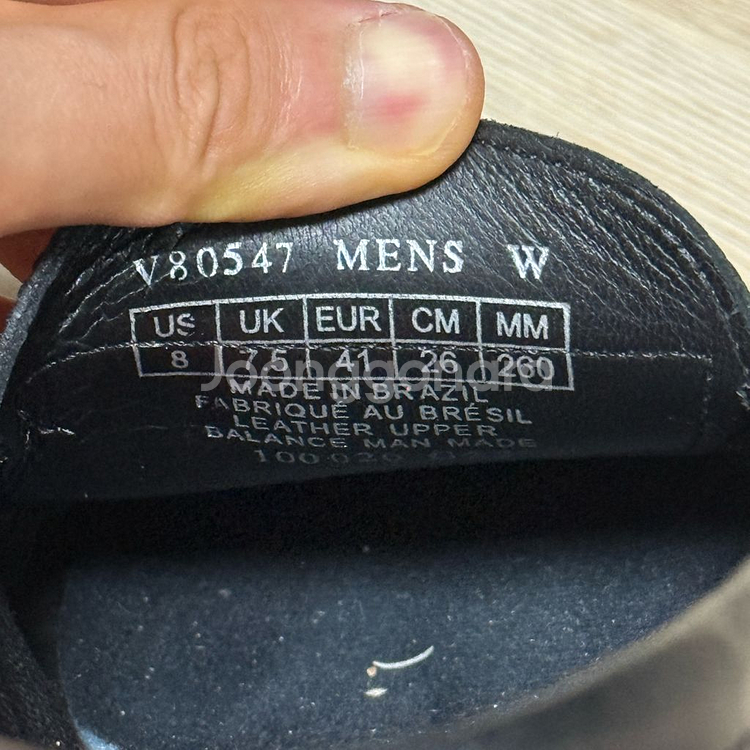 V80547 MENS W
US UK EUR CM MM
8 7.5 41 26 260
Joonggonara
MADE IN BRAZIL
FABRIQUÉ AU BRÉSIL
LEATHER UPPER
BALANCE MAN MADE